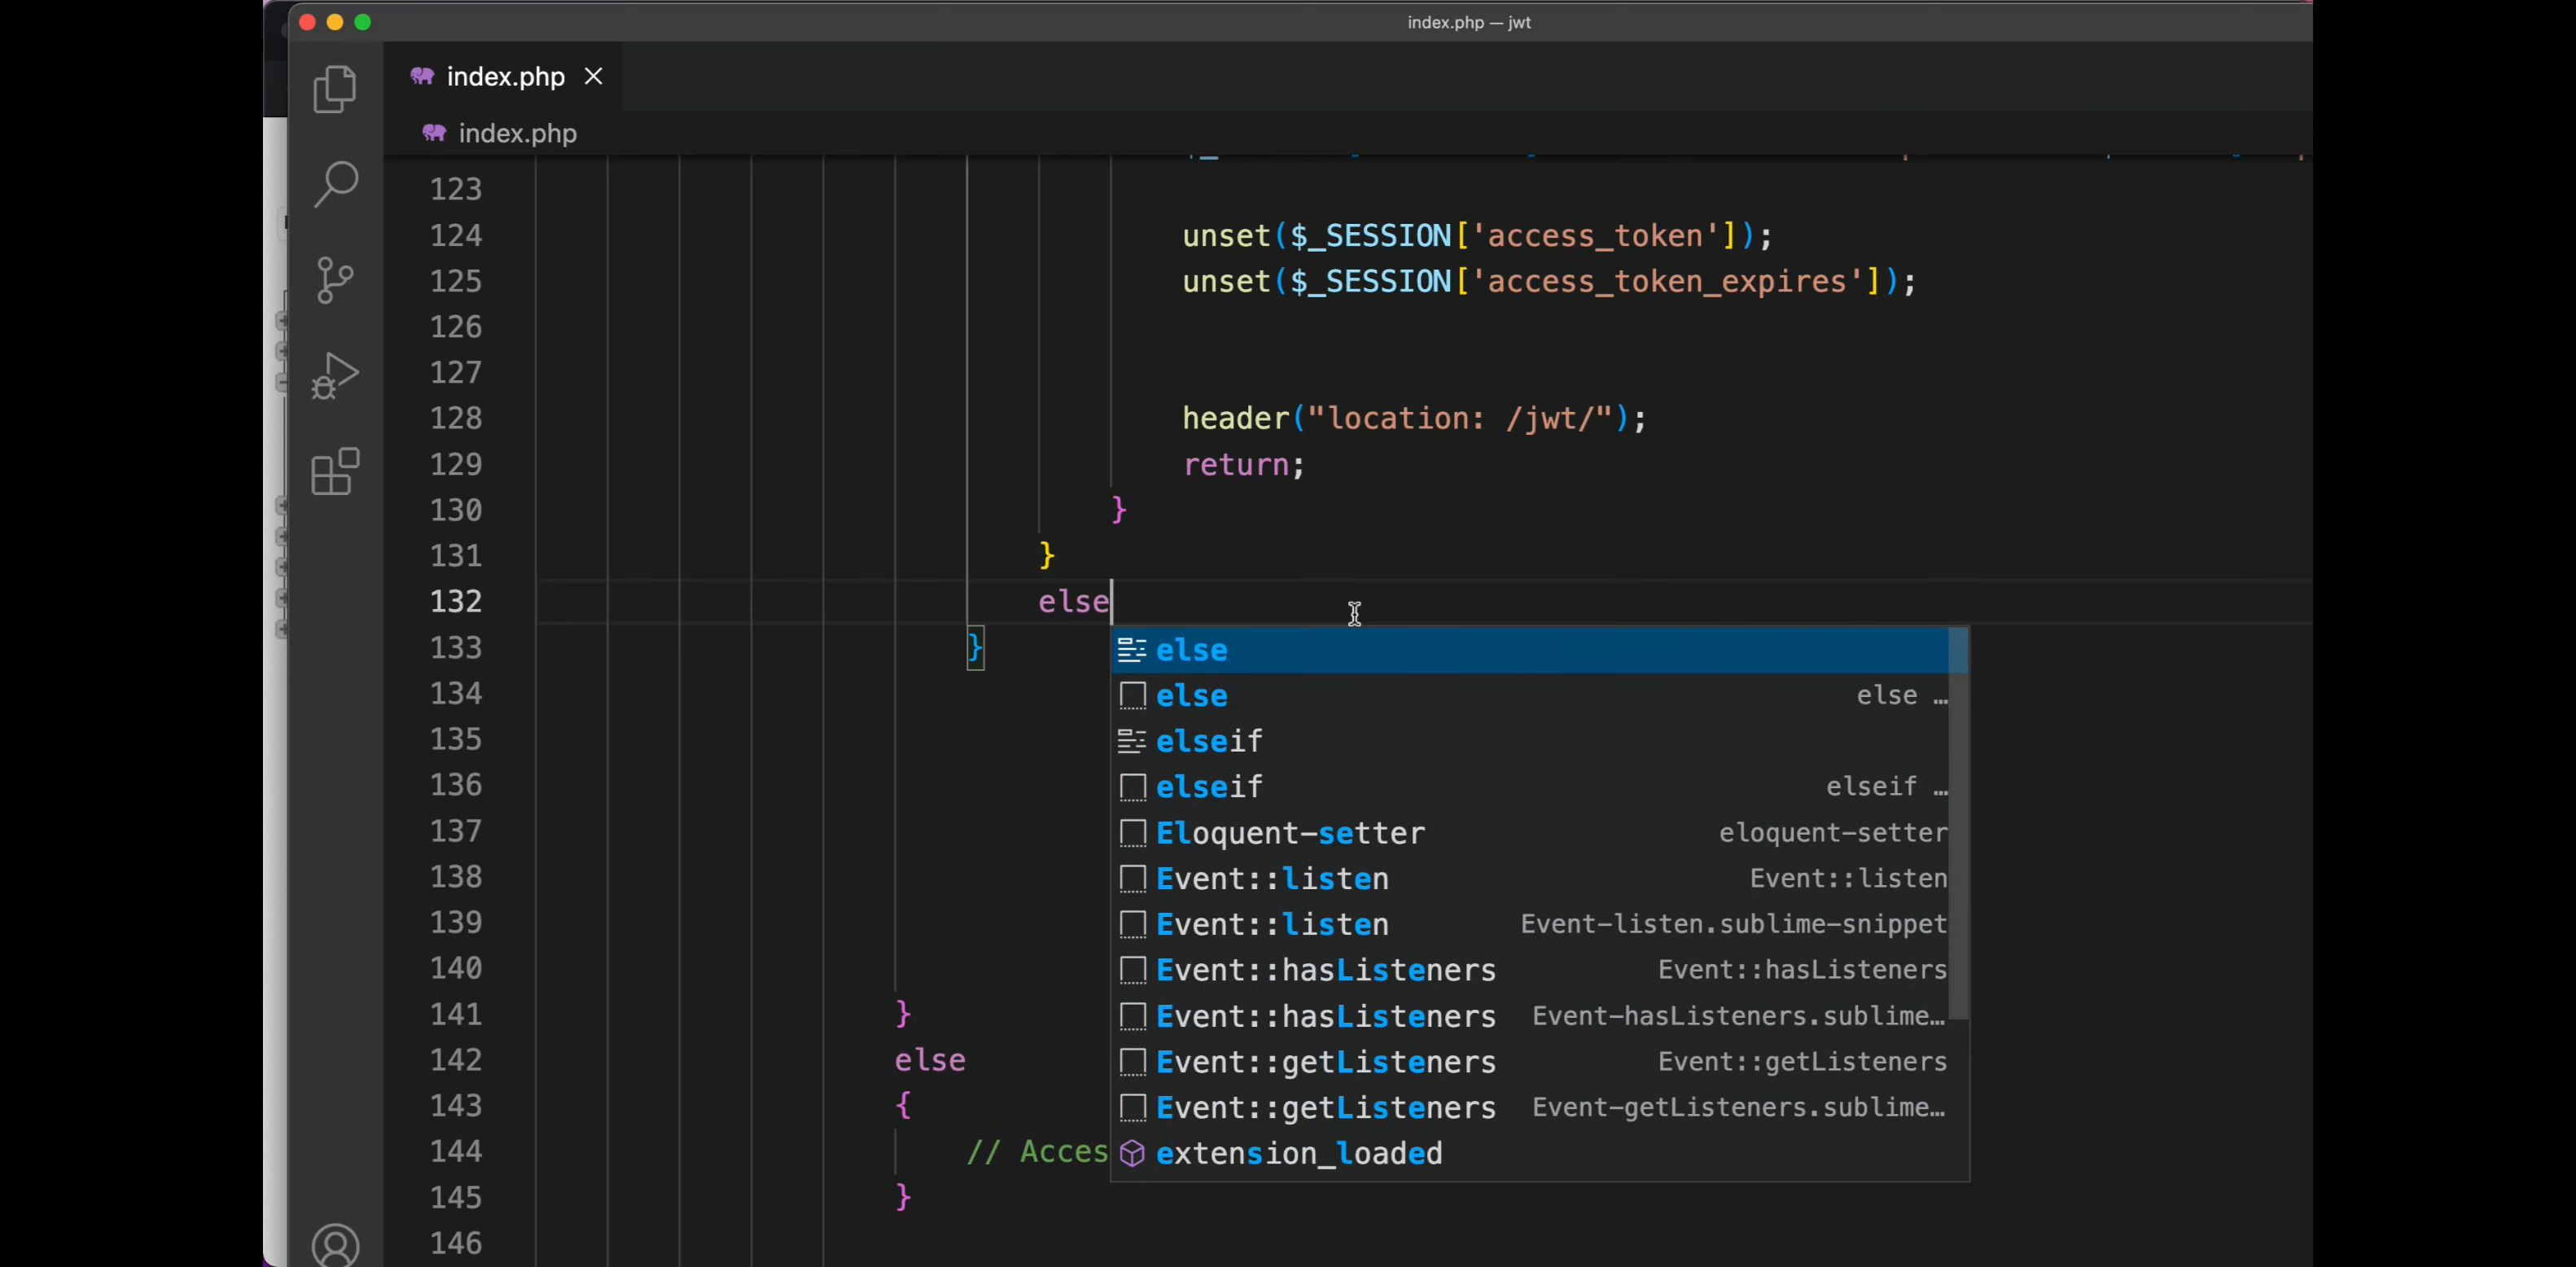 index.php — jwt
index.php
index.php
123
124 unset($_SESSION['access_token']);
125 unset($_SESSION['access_token_expires']);
126
127
128 header("location: /jwt/");
129 return;
130 }
131 }
132 else
133 }
else
134 else else …
135 elseif
136 elseif elseif …
137 Eloquent-setter eloquent-setter
138 Event::listen Event::listen
139 Event::listen Event-listen.sublime-snippet
140 Event::hasListeners Event::hasListeners
141 } Event::hasListeners Event-hasListeners.sublime…
142 else Event::getListeners Event::getListeners
143 { Event::getListeners Event-getListeners.sublime…
144 // Acces extension_loaded
145 }
146